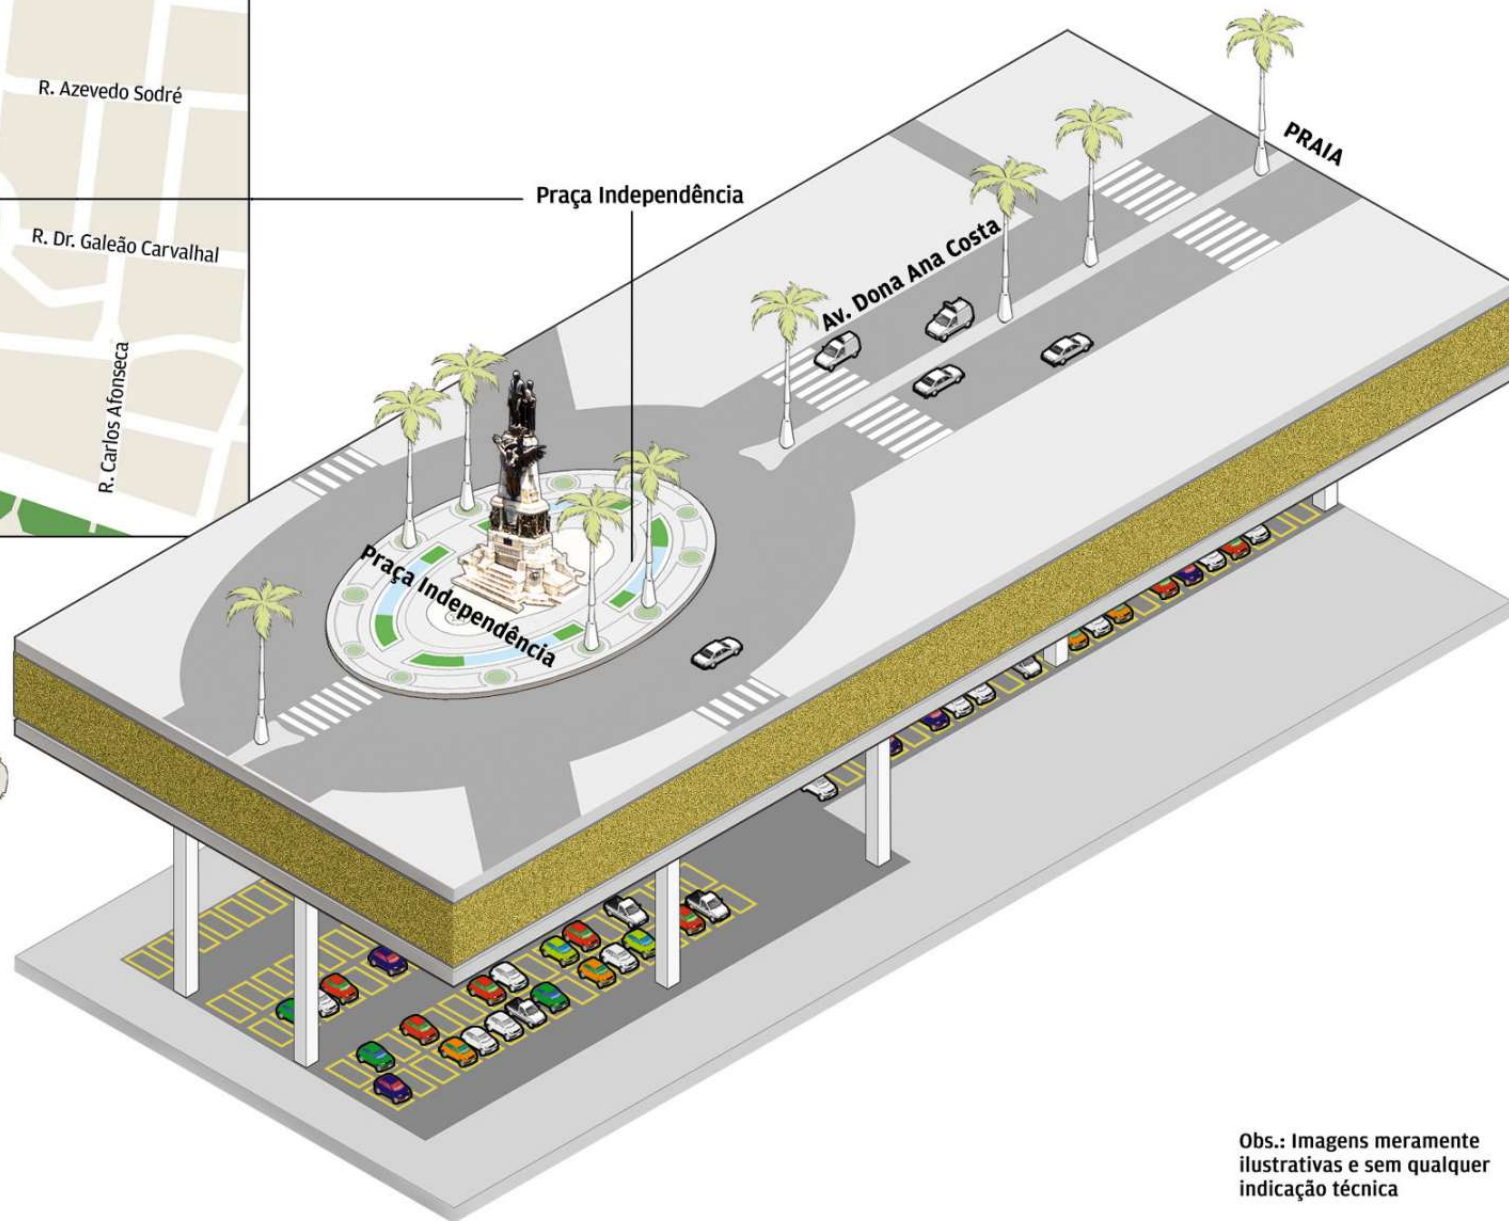 R. Azevedo Sodré
R. Dr. Galeão Carvalhal
R. Carlos Afonseca
Praça Independência
PRAIA
Av. Dona Ana Costa
Praça Independência
Obs.: Imagens meramente
ilustrativas e sem qualquer
indicação técnica